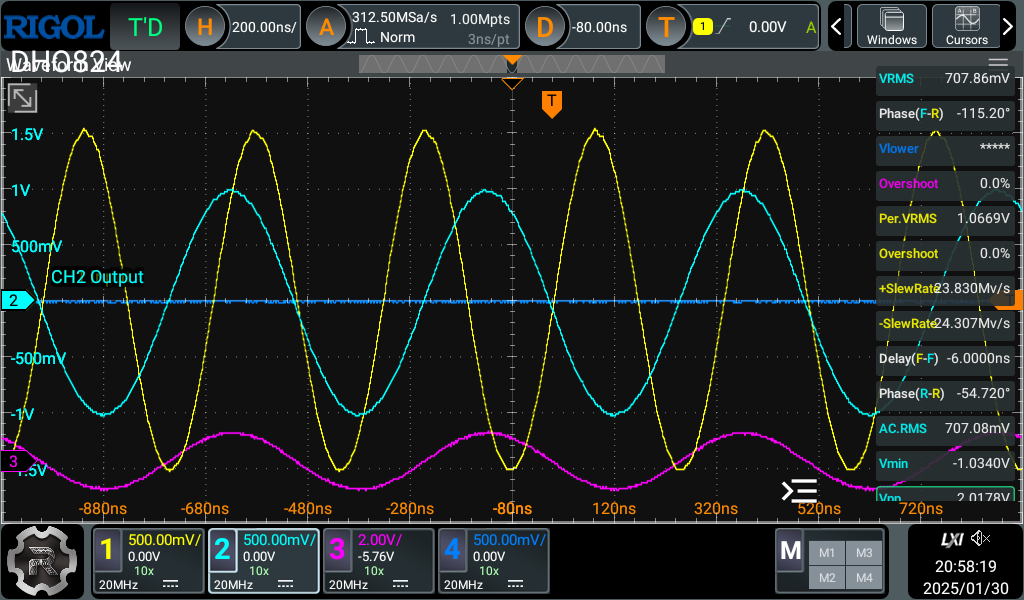 RIGOL T'D H 200.00ns/ A 312.50MSa/s 1.00Mpts D -80.00ns T 1 0.00V A
Norm 3ns/pt
Windows Cursors
DHO824
Waveform View
T
1.5V
1V
500mV
CH2 Output
2
-500mV
-1V
3
-1.5V
VRMS 707.86mV
Phase(F-R) -115.20°
Vlower *****
Overshoot 0.0%
Per.VRMS 1.0669V
Overshoot 0.0%
+SlewRate 23.830Mv/s
-SlewRate -24.307Mv/s
Delay(F-F) -6.0000ns
Phase(R-R) -54.720°
AC.RMS 707.08mV
Vmin -1.0340V
Vpp 2.0178V
-880ns -680ns -480ns -280ns -80ns 120ns 320ns 520ns 720ns
1 500.00mV/ 0.00V 10x 20MHz
2 500.00mV/ 0.00V 10x 20MHz
3 2.00V/ -5.76V 10x 20MHz
4 500.00mV/ 0.00V 10x 20MHz
M M1 M3
M2 M4
LXI
20:58:19
2025/01/30